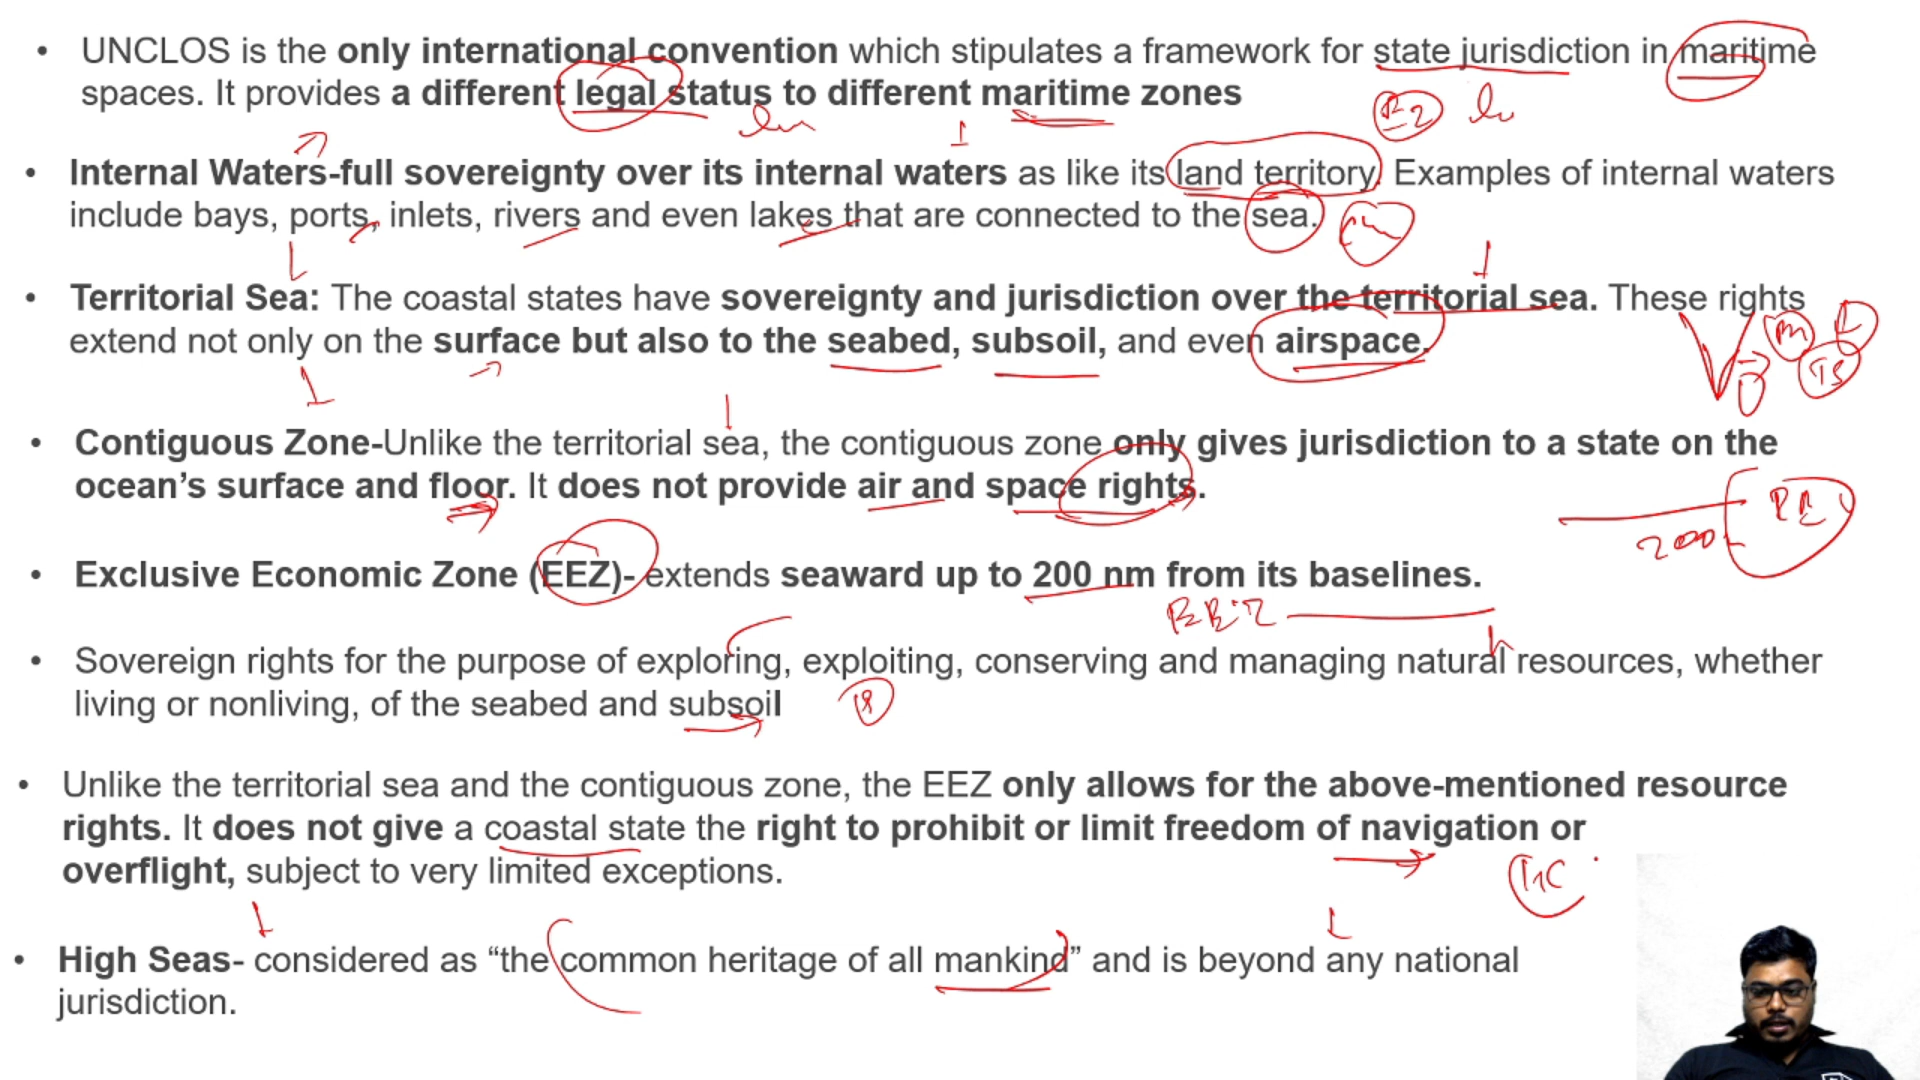 • UNCLOS is the only international convention which stipulates a framework for state jurisdiction in maritime
spaces. It provides a different legal status to different maritime zones
• Internal Waters-full sovereignty over its internal waters as like its land territory. Examples of internal waters
include bays, ports, inlets, rivers and even lakes that are connected to the sea.
• Territorial Sea: The coastal states have sovereignty and jurisdiction over the territorial sea. These rights
extend not only on the surface but also to the seabed, subsoil, and even airspace.
TS
• Contiguous Zone-Unlike the territorial sea, the contiguous zone only gives jurisdiction to a state on the
ocean’s surface and floor. It does not provide air and space rights.
200
• Exclusive Economic Zone (EEZ)- extends seaward up to 200 nm from its baselines.
• Sovereign rights for the purpose of exploring, exploiting, conserving and managing natural resources, whether
living or nonliving, of the seabed and subsoil
• Unlike the territorial sea and the contiguous zone, the EEZ only allows for the above-mentioned resource
rights. It does not give a coastal state the right to prohibit or limit freedom of navigation or
overflight, subject to very limited exceptions.
• High Seas- considered as “the common heritage of all mankind” and is beyond any national
jurisdiction.